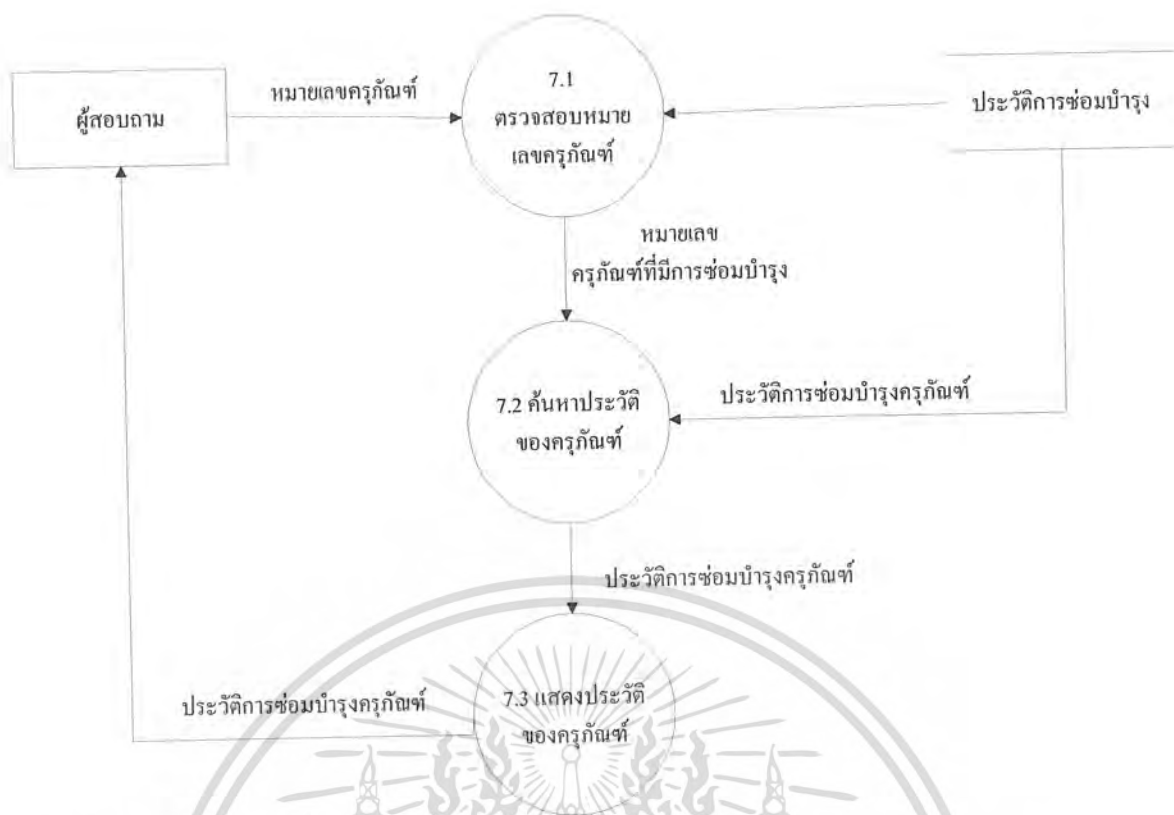 7.1
หมายเลขครุภัณฑ์
ผู้สอบถาม
ตรวจสอบหมาย
เลขครุภัณฑ์
ประวัติการซ่อมบำรุง
หมายเลข
ครุภัณฑ์ที่มีการซ่อมบำรุง
7.2 ค้นหาประวัติ
ของครุภัณฑ์
ประวัติการซ่อมบำรุงครุภัณฑ์
ประวัติการซ่อมบำรุงครุภัณฑ์
7.3 แสดงประวัติ
ของครุภัณฑ์
ประวัติการซ่อมบำรุงครุภัณฑ์